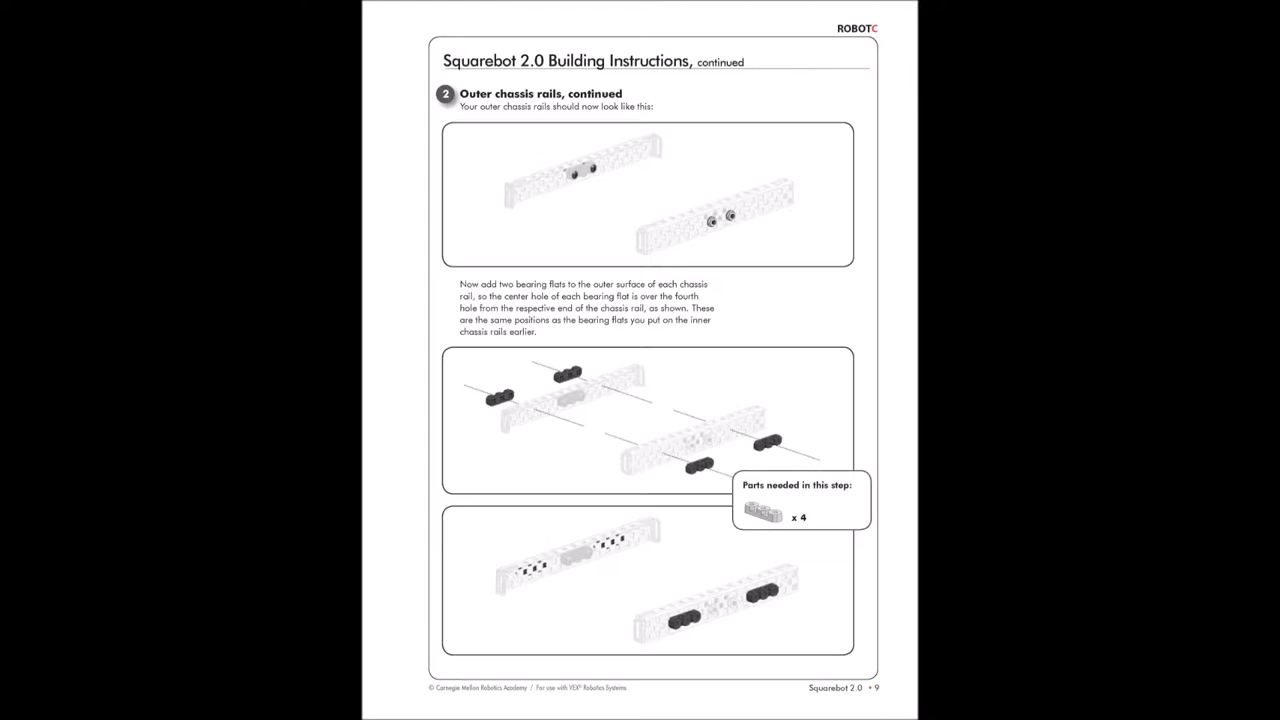 ROBOTC
Squarebot 2.0 Building Instructions, continued
2 Outer chassis rails, continued
Your outer chassis rails should now look like this:
Now add two bearing flats to the outer surface of each chassis
rail, so the center hole of each bearing flat is over the fourth
hole from the respective end of the chassis rail, as shown. These
are the same positions as the bearing flats you put on the inner
chassis rails earlier.
Parts needed in this step:
x 4
© Carnegie Mellon Robotics Academy / For use with VEX® Robotics Systems
Squarebot 2.0 • 9